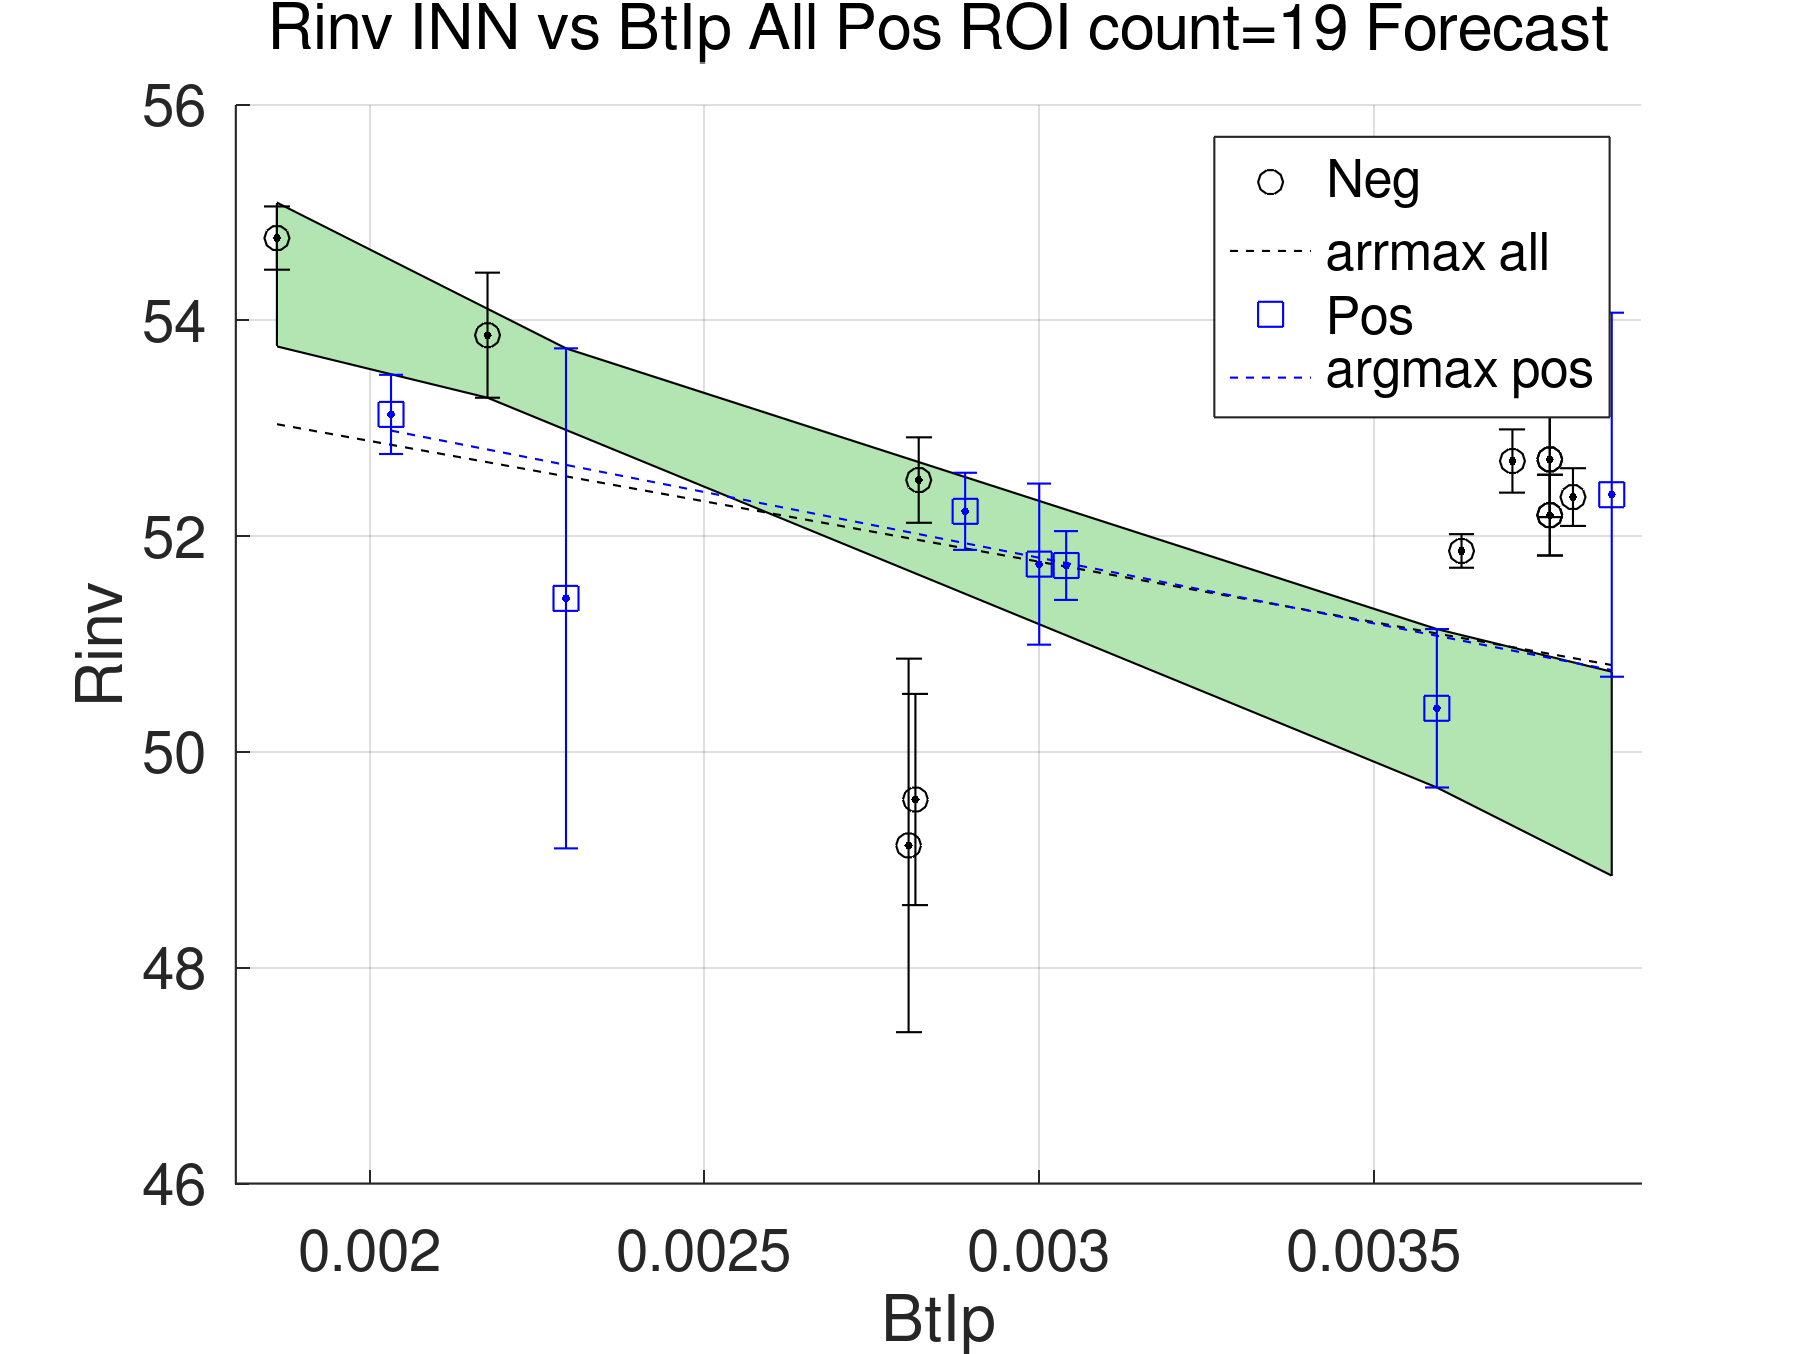 Rinv INN vs BtIp All Pos ROI count=19 Forecast
56
54
52
50
48
46
Rinv
Neg
arrmax all
Pos
argmax pos
0.002 0.0025 0.003 0.0035
BtIp